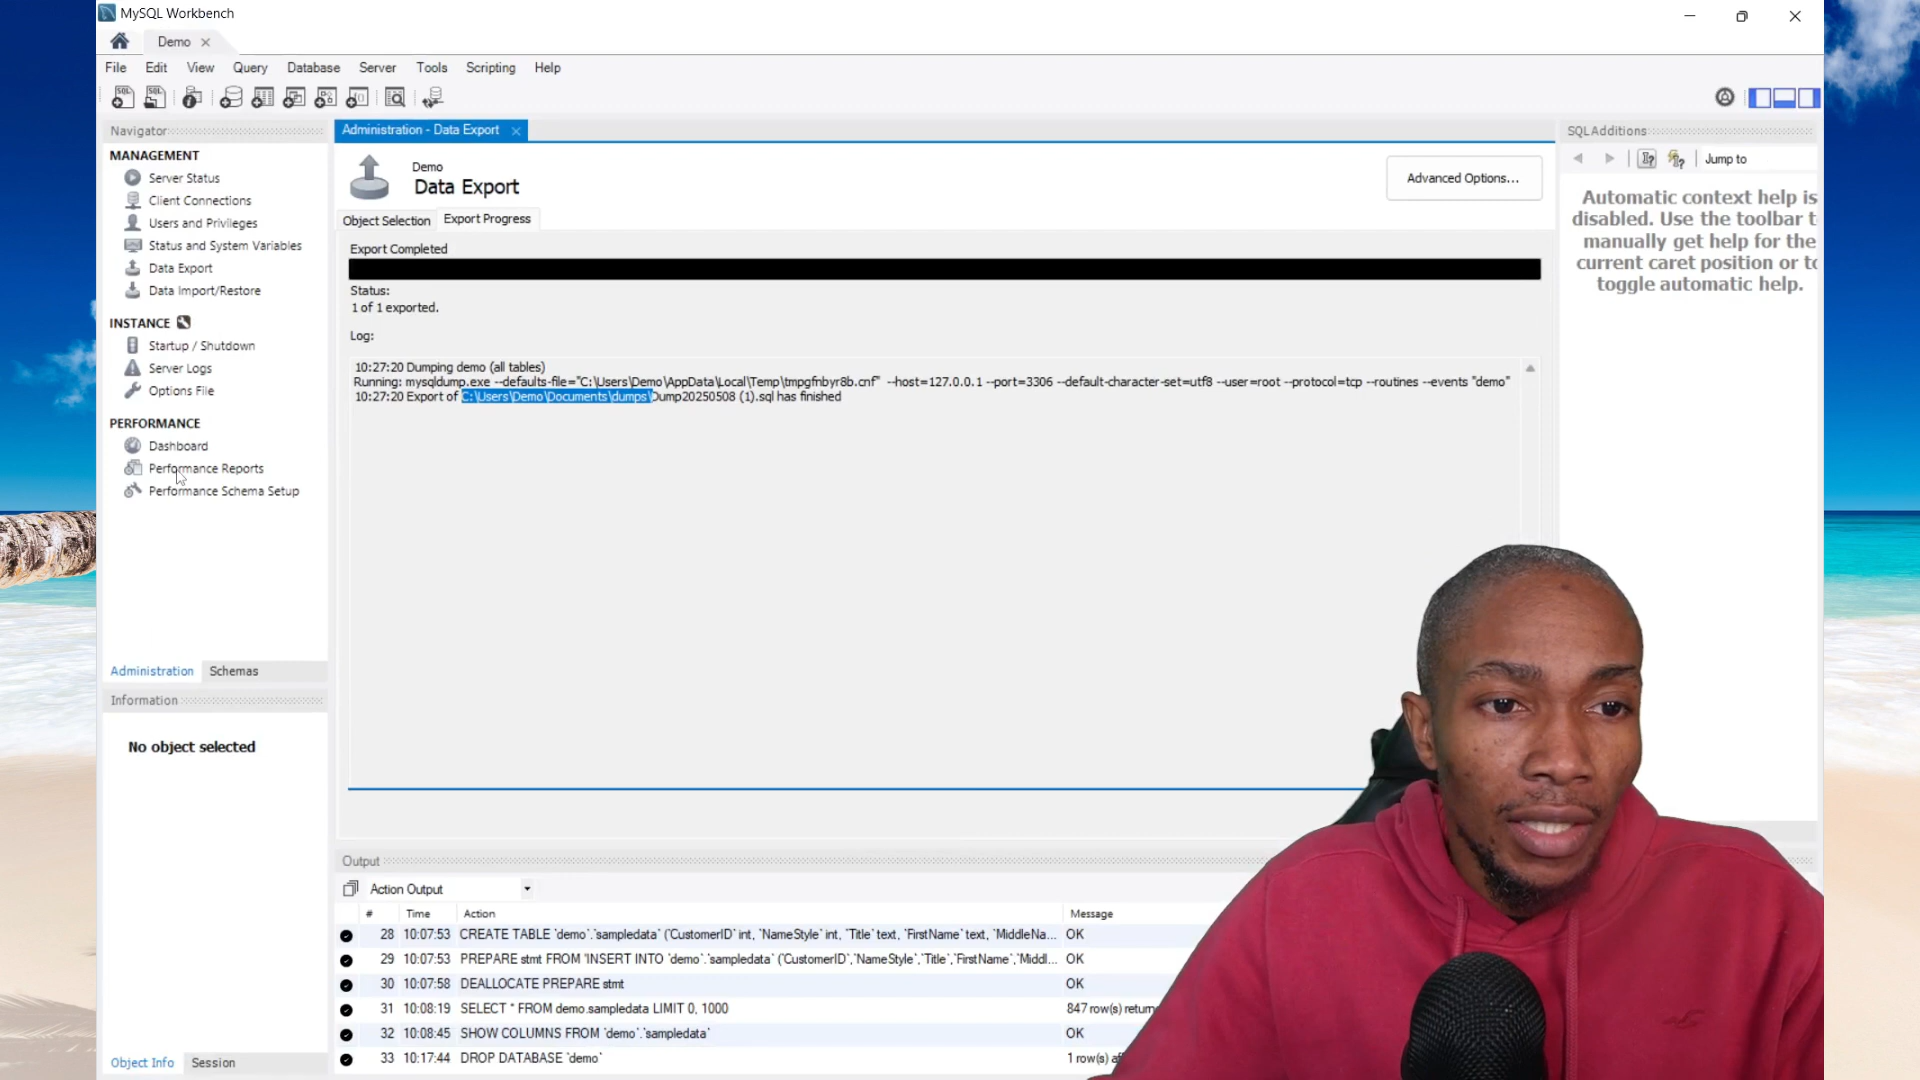 MySQL Workbench
Demo
File Edit View Query Database Server Tools Scripting Help
Navigator
MANAGEMENT
Server Status
Client Connections
Users and Privileges
Status and System Variables
Data Export
Data Import/Restore
INSTANCE
Startup / Shutdown
Server Logs
Options File
PERFORMANCE
Dashboard
Performance Reports
Performance Schema Setup
Administration Schemas
Information
No object selected
Object Info Session
Administration - Data Export
Demo
Data Export
Advanced Options...
Object Selection Export Progress
Export Completed
Status:
1 of 1 exported.
Log:
10:27:20 Dumping demo (all tables)
Running: mysqldump.exe --defaults-file="C:\Users\Demo\AppData\Local\Temp\tmpgfnbyr8b.cnf" --host=127.0.0.1 --port=3306 --default-character-set=utf8 --user=root --protocol=tcp --routines --events "demo"
10:27:20 Export of C:\Users\Demo\Documents\dumps\Dump20250508 (1).sql has finished
Output
Action Output
# Time Action Message
28 10:07:53 CREATE TABLE `demo`.`sampledata` (`CustomerID` int, `NameStyle` int, `Title` text, `FirstName` text, `MiddleNa... OK
29 10:07:53 PREPARE stmt FROM 'INSERT INTO `demo`.`sampledata` (`CustomerID`,`NameStyle`,`Title`,`FirstName`,`Middl... OK
30 10:07:58 DEALLOCATE PREPARE stmt OK
31 10:08:19 SELECT * FROM demo.sampledata LIMIT 0, 1000 847 row(s) return
32 10:08:45 SHOW COLUMNS FROM `demo`.`sampledata` OK
33 10:17:44 DROP DATABASE `demo` 1 row(s) af
SQLAdditions
Jump to
Automatic context help is
disabled. Use the toolbar t
manually get help for the
current caret position or to
toggle automatic help.